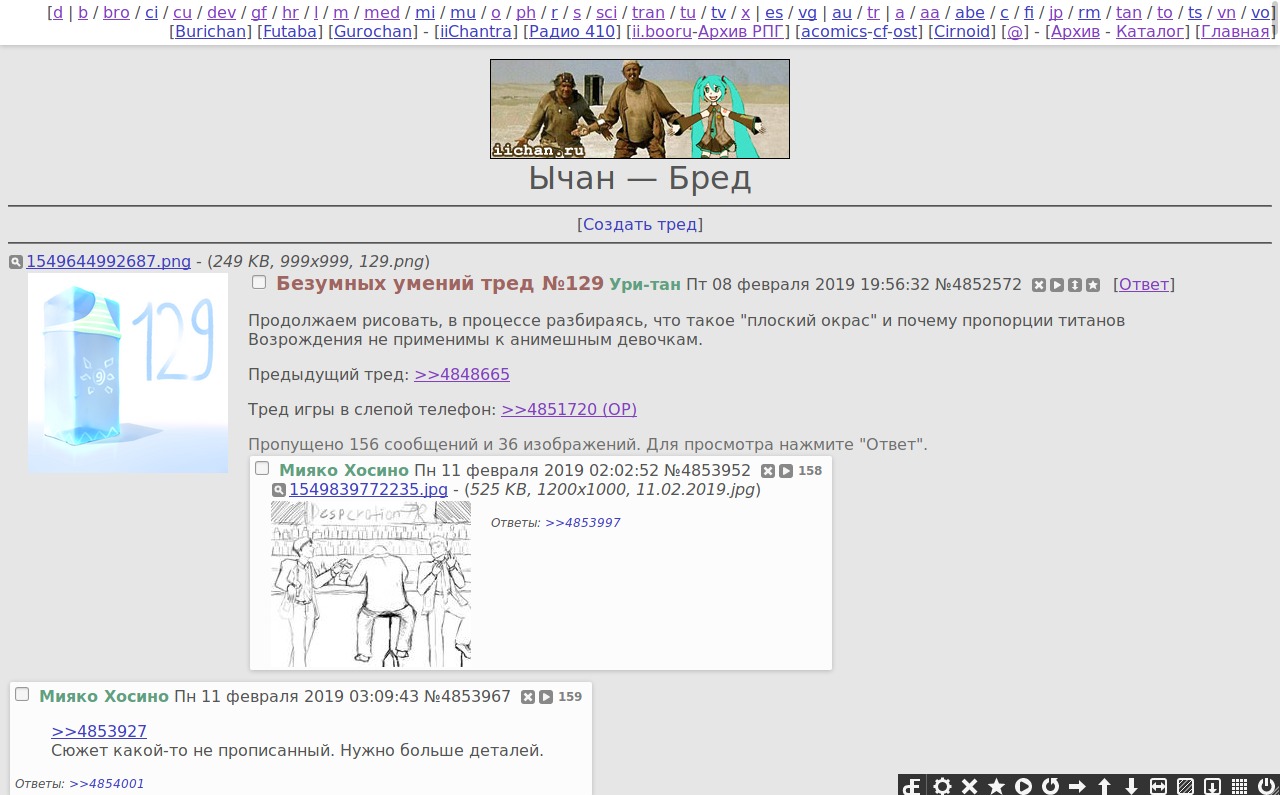 [d | b / bro / ci / cu / dev / gf / hr / l / m / med / mi / mu / o / ph / r / s / sci / tran / tu / tv / x | es / vg | au / tr | a / aa / abe / c / fi / jp / rm / tan / to / ts / vn / vo]
[Burichan] [Futaba] [Gurochan] - [iiChantra] [Радио 410] [ii.booru-Архив РПГ] [acomics-cf-ost] [Cirnoid] [@] - [Архив - Каталог] [Главная]
iichan.ru
Ычан — Бред
[Создать тред]
1549644992687.png - (249 KB, 999x999, 129.png)
129
9
Безумных умений тред №129 Ури-тан Пт 08 февраля 2019 19:56:32 №4852572 [Ответ]
Продолжаем рисовать, в процессе разбираясь, что такое "плоский окрас" и почему пропорции титанов
Возрождения не применимы к анимешным девочкам.
Предыдущий тред: >>4848665
Тред игры в слепой телефон: >>4851720 (OP)
Пропущено 156 сообщений и 36 изображений. Для просмотра нажмите "Ответ".
Мияко Хосино Пн 11 февраля 2019 02:02:52 №4853952 158
1549839772235.jpg - (525 KB, 1200x1000, 11.02.2019.jpg)
Desperation
Ответы: >>4853997
Мияко Хосино Пн 11 февраля 2019 03:09:43 №4853967 159
>>4853927
Сюжет какой-то не прописанный. Нужно больше деталей.
Ответы: >>4854001